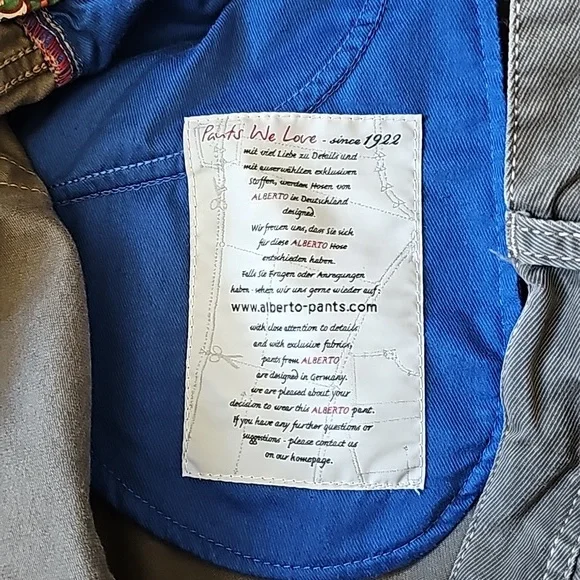 Pants We Love - since 1922
mit viel Liebe zu Details und
mit auserwählten exklusiven
Stoffen, werden Hosen von
ALBERTO in Deutschland
designed.
Wir freuen uns, dass Sie sich
für diese ALBERTO Hose
entschieden haben.
Falls Sie Fragen oder Anregungen
haben - sehen wir uns gerne wieder auf:
www.alberto-pants.com
with close attention to details
and with exclusive fabrics,
pants from ALBERTO
are designed in Germany.
we are pleased about your
decision to wear this ALBERTO pant.
If you have any further questions or
suggestions - please contact us
on our homepage.